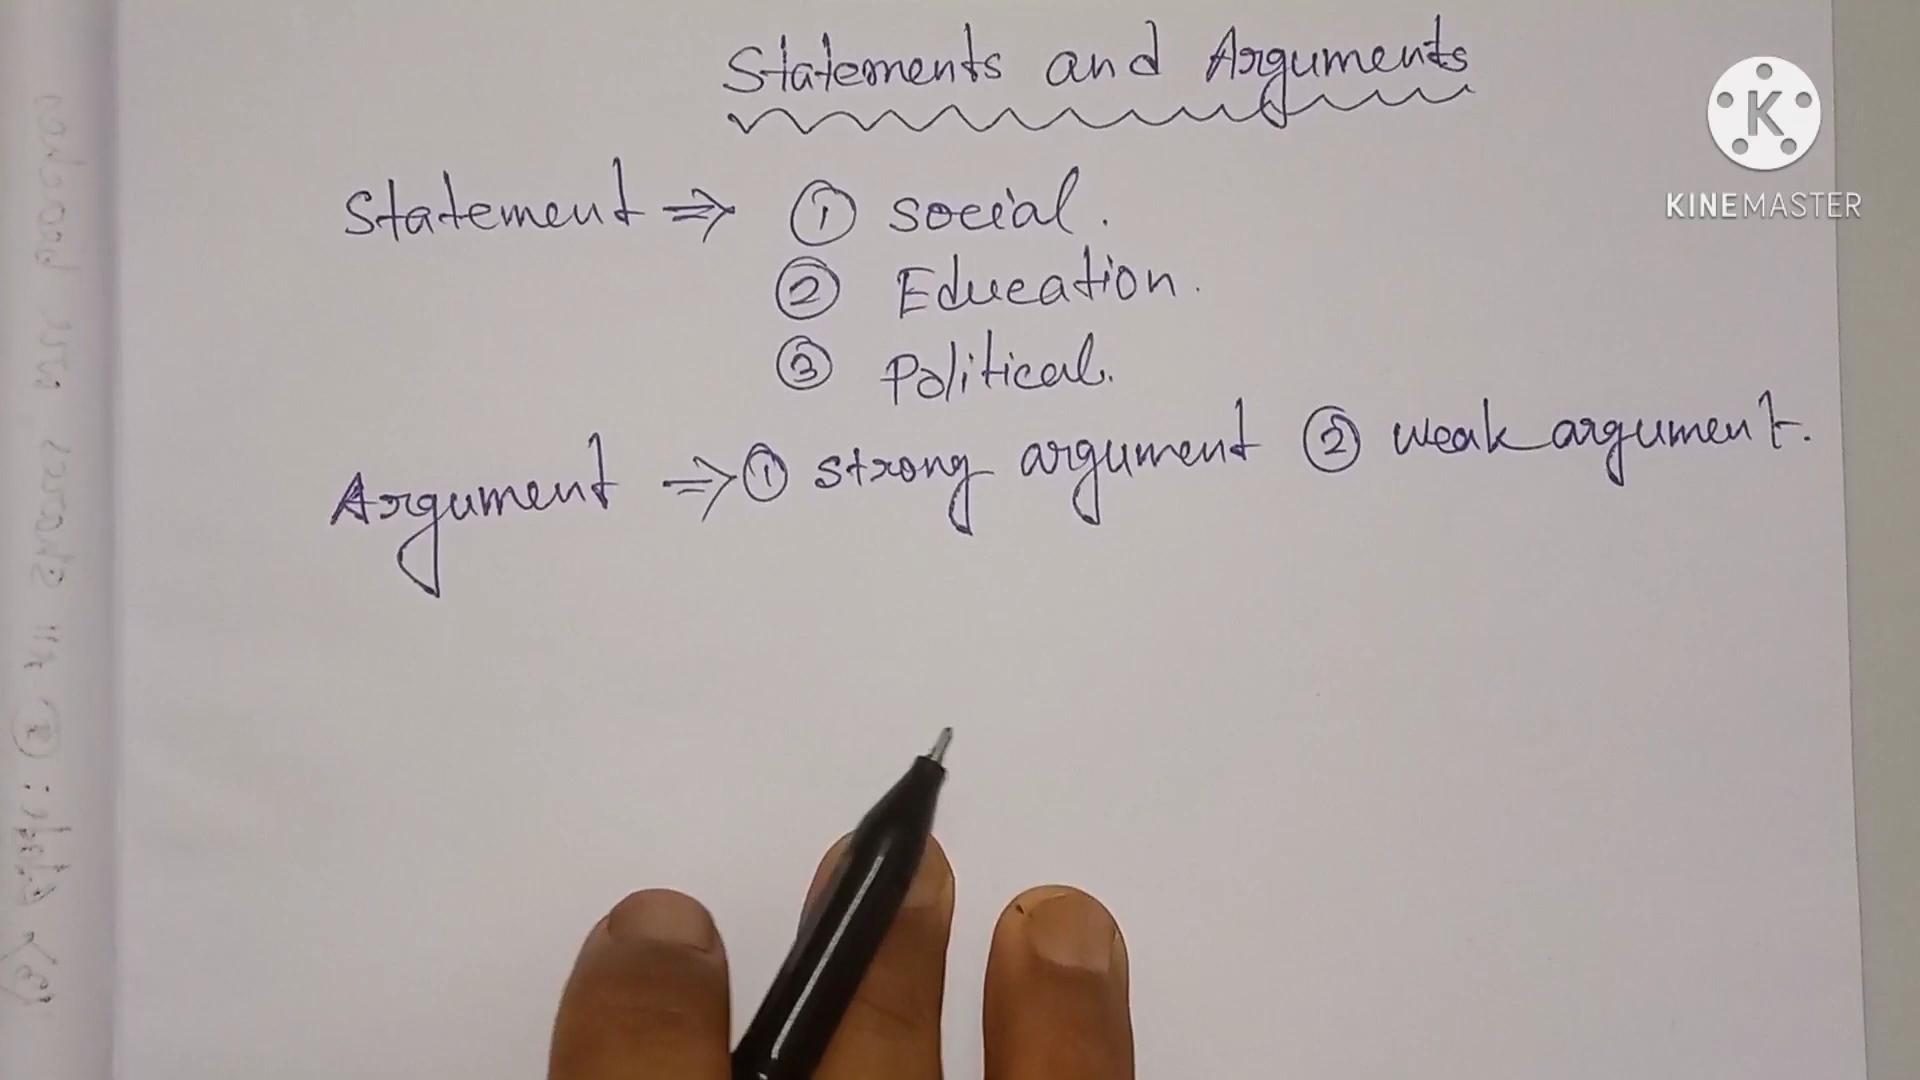 Statements and Arguments
Statement ⇒ ① social.
② Education.
③ Political.
Argument ⇒ ① strong argument ② weak argument.
K
KINEMASTER